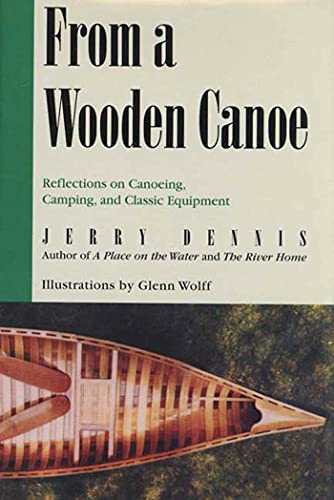 From a
Wooden Canoe
Reflections on Canoeing,
Camping, and Classic Equipment
JERRY DENNIS
Author of A Place on the Water and The River Home
Illustrations by Glenn Wolff